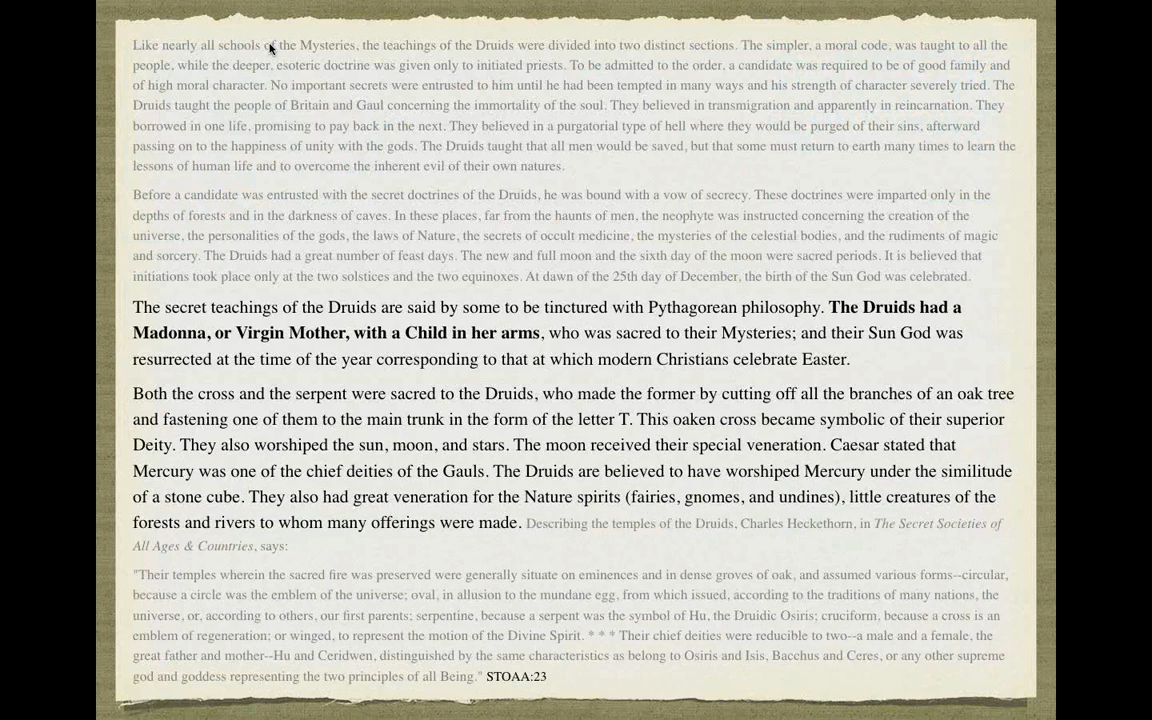 Like nearly all schools of the Mysteries, the teachings of the Druids were divided into two distinct sections. The simpler, a moral code, was taught to all the
people, while the deeper, esoteric doctrine was given only to initiated priests. To be admitted to the order, a candidate was required to be of good family and
of high moral character. No important secrets were entrusted to him until he had been tempted in many ways and his strength of character severely tried. The
Druids taught the people of Britain and Gaul concerning the immortality of the soul. They believed in transmigration and apparently in reincarnation. They
borrowed in one life, promising to pay back in the next. They believed in a purgatorial type of hell where they would be purged of their sins, afterward
passing on to the happiness of unity with the gods. The Druids taught that all men would be saved, but that some must return to earth many times to learn the
lessons of human life and to overcome the inherent evil of their own natures.
Before a candidate was entrusted with the secret doctrines of the Druids, he was bound with a vow of secrecy. These doctrines were imparted only in the
depths of forests and in the darkness of caves. In these places, far from the haunts of men, the neophyte was instructed concerning the creation of the
universe, the personalities of the gods, the laws of Nature, the secrets of occult medicine, the mysteries of the celestial bodies, and the rudiments of magic
and sorcery. The Druids had a great number of feast days. The new and full moon and the sixth day of the moon were sacred periods. It is believed that
initiations took place only at the two solstices and the two equinoxes. At dawn of the 25th day of December, the birth of the Sun God was celebrated.
The secret teachings of the Druids are said by some to be tinctured with Pythagorean philosophy. The Druids had a
Madonna, or Virgin Mother, with a Child in her arms, who was sacred to their Mysteries; and their Sun God was
resurrected at the time of the year corresponding to that at which modern Christians celebrate Easter.
Both the cross and the serpent were sacred to the Druids, who made the former by cutting off all the branches of an oak tree
and fastening one of them to the main trunk in the form of the letter T. This oaken cross became symbolic of their superior
Deity. They also worshiped the sun, moon, and stars. The moon received their special veneration. Caesar stated that
Mercury was one of the chief deities of the Gauls. The Druids are believed to have worshiped Mercury under the similitude
of a stone cube. They also had great veneration for the Nature spirits (fairies, gnomes, and undines), little creatures of the
forests and rivers to whom many offerings were made. Describing the temples of the Druids, Charles Heckethorn, in The Secret Societies of
All Ages & Countries, says:
"Their temples wherein the sacred fire was preserved were generally situate on eminences and in dense groves of oak, and assumed various forms--circular,
because a circle was the emblem of the universe; oval, in allusion to the mundane egg, from which issued, according to the traditions of many nations, the
universe, or, according to others, our first parents; serpentine, because a serpent was the symbol of Hu, the Druidic Osiris; cruciform, because a cross is an
emblem of regeneration; or winged, to represent the motion of the Divine Spirit. * * * Their chief deities were reducible to two--a male and a female, the
great father and mother--Hu and Ceridwen, distinguished by the same characteristics as belong to Osiris and Isis, Bacchus and Ceres, or any other supreme
god and goddess representing the two principles of all Being." STOAA:23